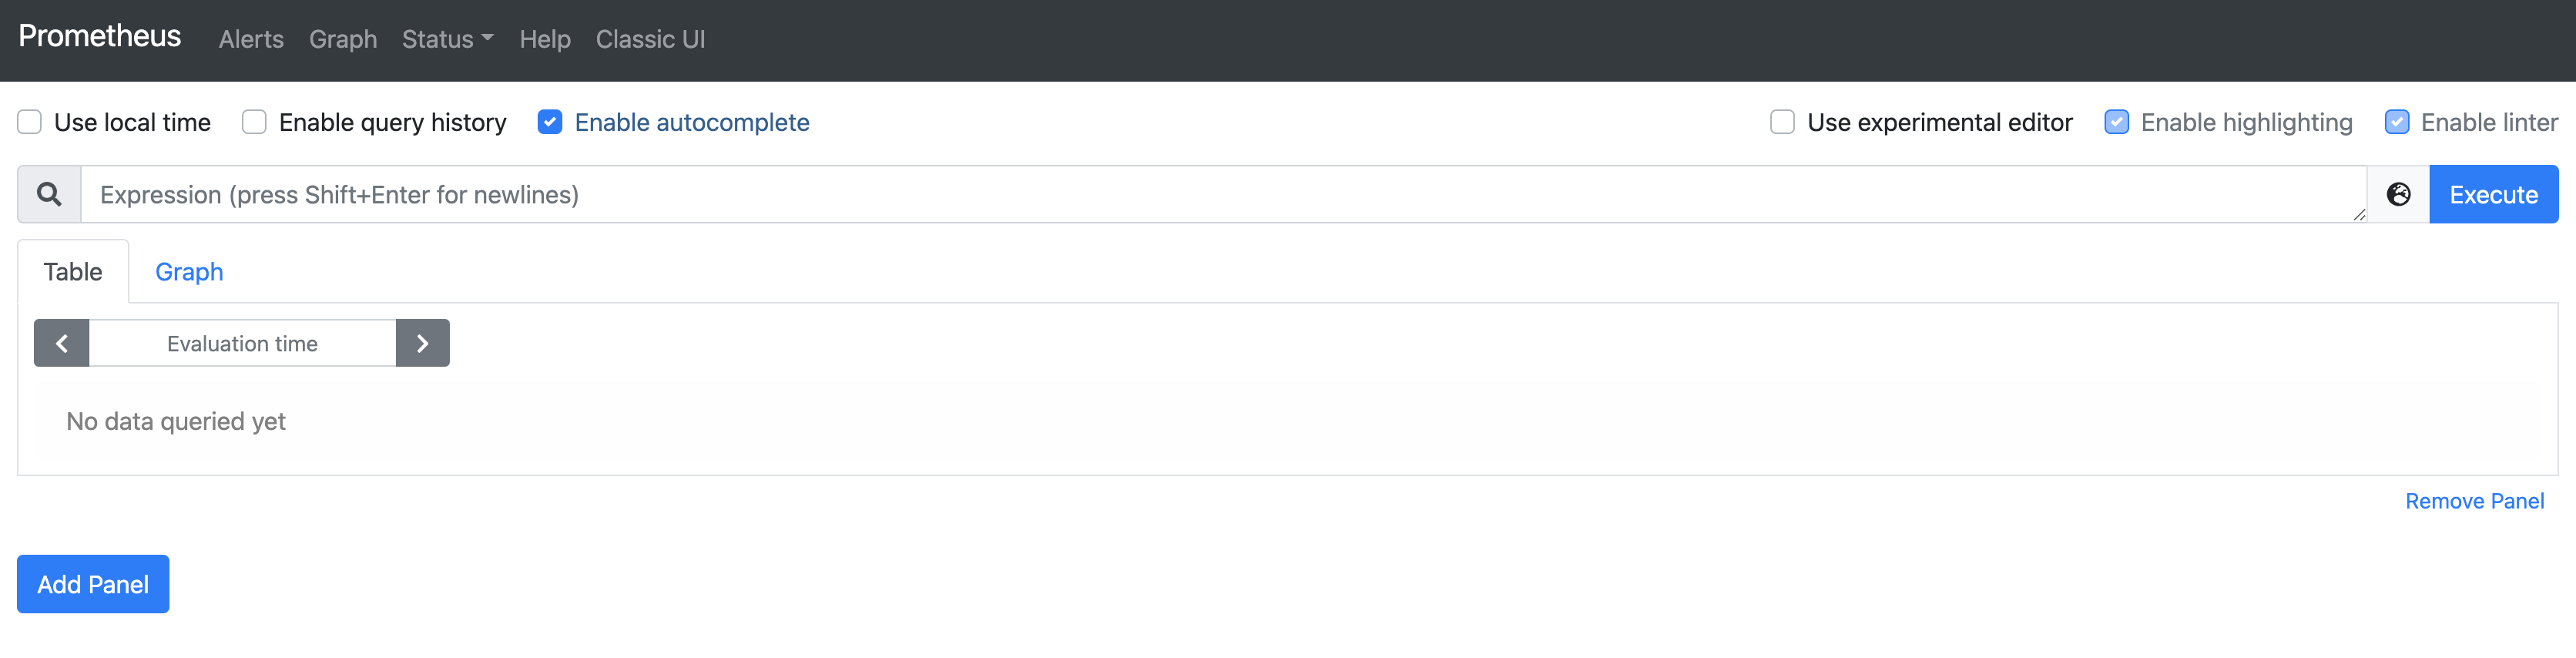 Prometheus Alerts Graph Status Help Classic UI
Use local time Enable query history Enable autocomplete Use experimental editor Enable highlighting Enable linter
Expression (press Shift+Enter for newlines) Execute
Table Graph
Evaluation time
No data queried yet
Remove Panel
Add Panel